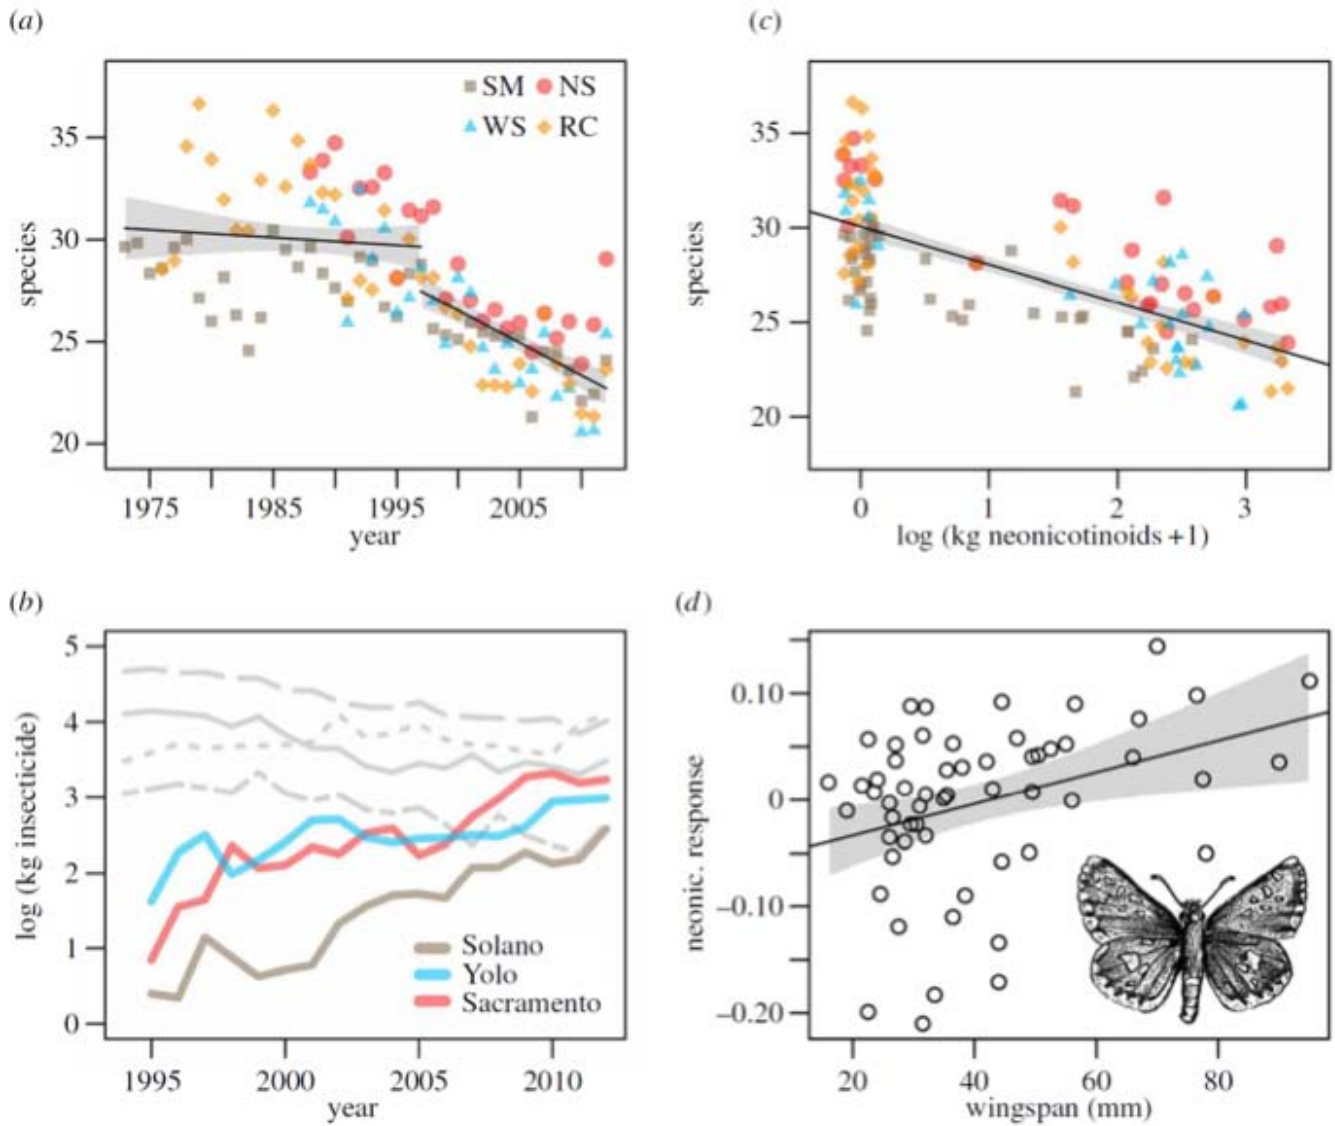 (a)
SM NS
WS RC
35
30
25
20
species
1975 1985 1995 2005
year
(c)
35
30
25
20
species
0 1 2 3
log (kg neonicotinoids +1)
(b)
5
4
3
2
1
0
log (kg insecticide)
Solano
Yolo
Sacramento
1995 2000 2005 2010
year
(d)
0.10
0
–0.10
–0.20
neonic. response
20 40 60 80
wingspan (mm)